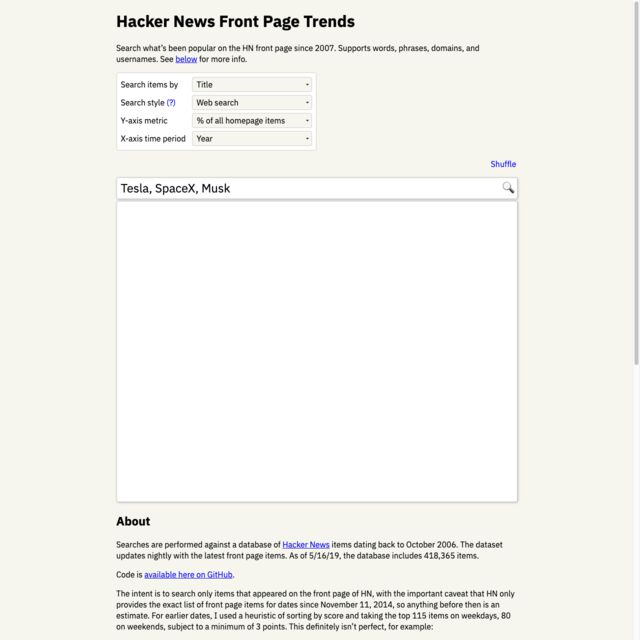 Hacker News Front Page Trends
Search what’s been popular on the HN front page since 2007. Supports words, phrases, domains, and
usernames. See below for more info.
Search items by Title
Search style (?) Web search
Y-axis metric % of all homepage items
X-axis time period Year
Shuffle
Tesla, SpaceX, Musk
About
Searches are performed against a database of Hacker News items dating back to October 2006. The dataset
updates nightly with the latest front page items. As of 5/16/19, the database includes 418,365 items.
Code is available here on GitHub.
The intent is to search only items that appeared on the front page of HN, with the important caveat that HN only
provides the exact list of front page items for dates since November 11, 2014, so anything before then is an
estimate. For earlier dates, I used a heuristic of sorting by score and taking the top 115 items on weekdays, 80
on weekends, subject to a minimum of 3 points. This definitely isn’t perfect, for example: